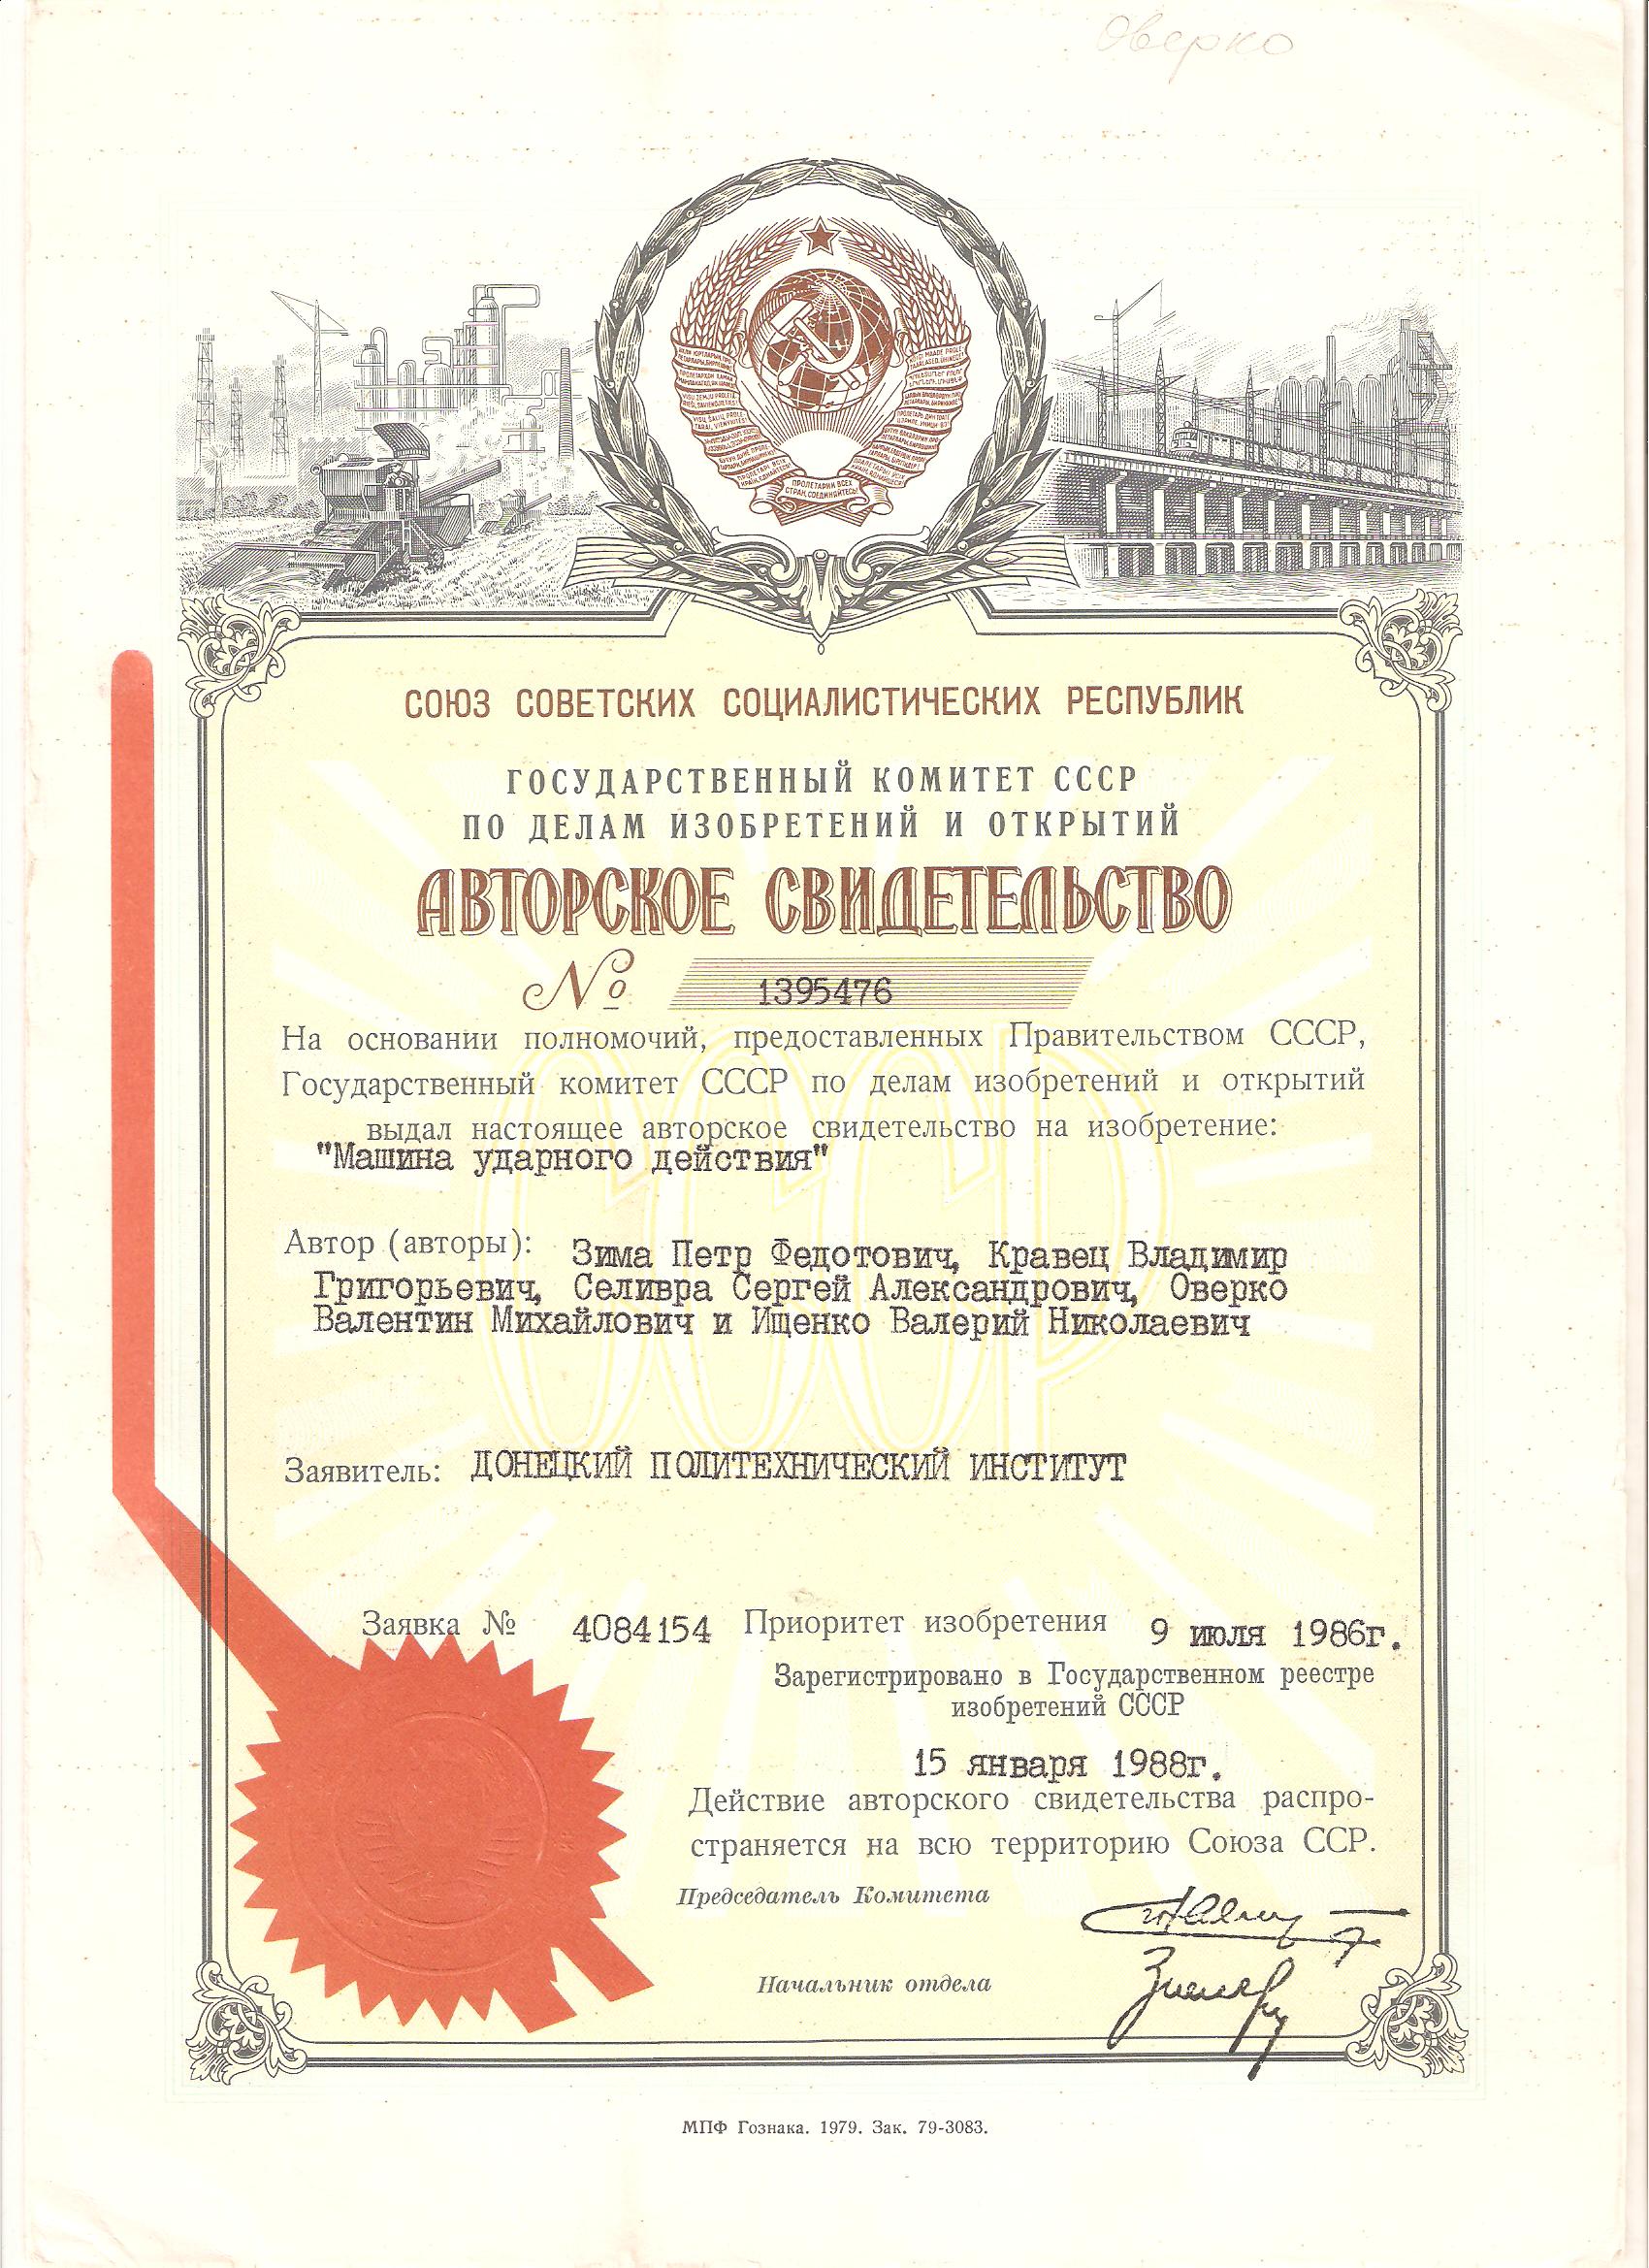 Оверко
ПРОЛЕТАРИИ ВСЕХ
СТРАН, СОЕДИНЯЙТЕСЬ!
СОЮЗ СОВЕТСКИХ СОЦИАЛИСТИЧЕСКИХ РЕСПУБЛИК
ГОСУДАРСТВЕННЫЙ КОМИТЕТ СССР
ПО ДЕЛАМ ИЗОБРЕТЕНИЙ И ОТКРЫТИЙ
АВТОРСКОЕ СВИДЕТЕЛЬСТВО
№ 1395476
На основании полномочий, предоставленных Правительством СССР,
Государственный комитет СССР по делам изобретений и открытий
выдал настоящее авторское свидетельство на изобретение:
"Машина ударного действия"
Автор (авторы): Зима Петр Федотович, Кравец Владимир
Григорьевич, Селивра Сергей Александрович, Оверко
Валентин Михайлович и Ищенко Валерий Николаевич
СССР
Заявитель: ДОНЕЦКИЙ ПОЛИТЕХНИЧЕСКИЙ ИНСТИТУТ
Заявка № 4084154 Приоритет изобретения 9 июля 1986г.
Зарегистрировано в Государственном реестре
изобретений СССР
15 января 1988г.
Действие авторского свидетельства распро-
страняется на всю территорию Союза ССР.
Председатель Комитета
Начальник отдела
МПФ Гознака. 1979. Зак. 79-3083.